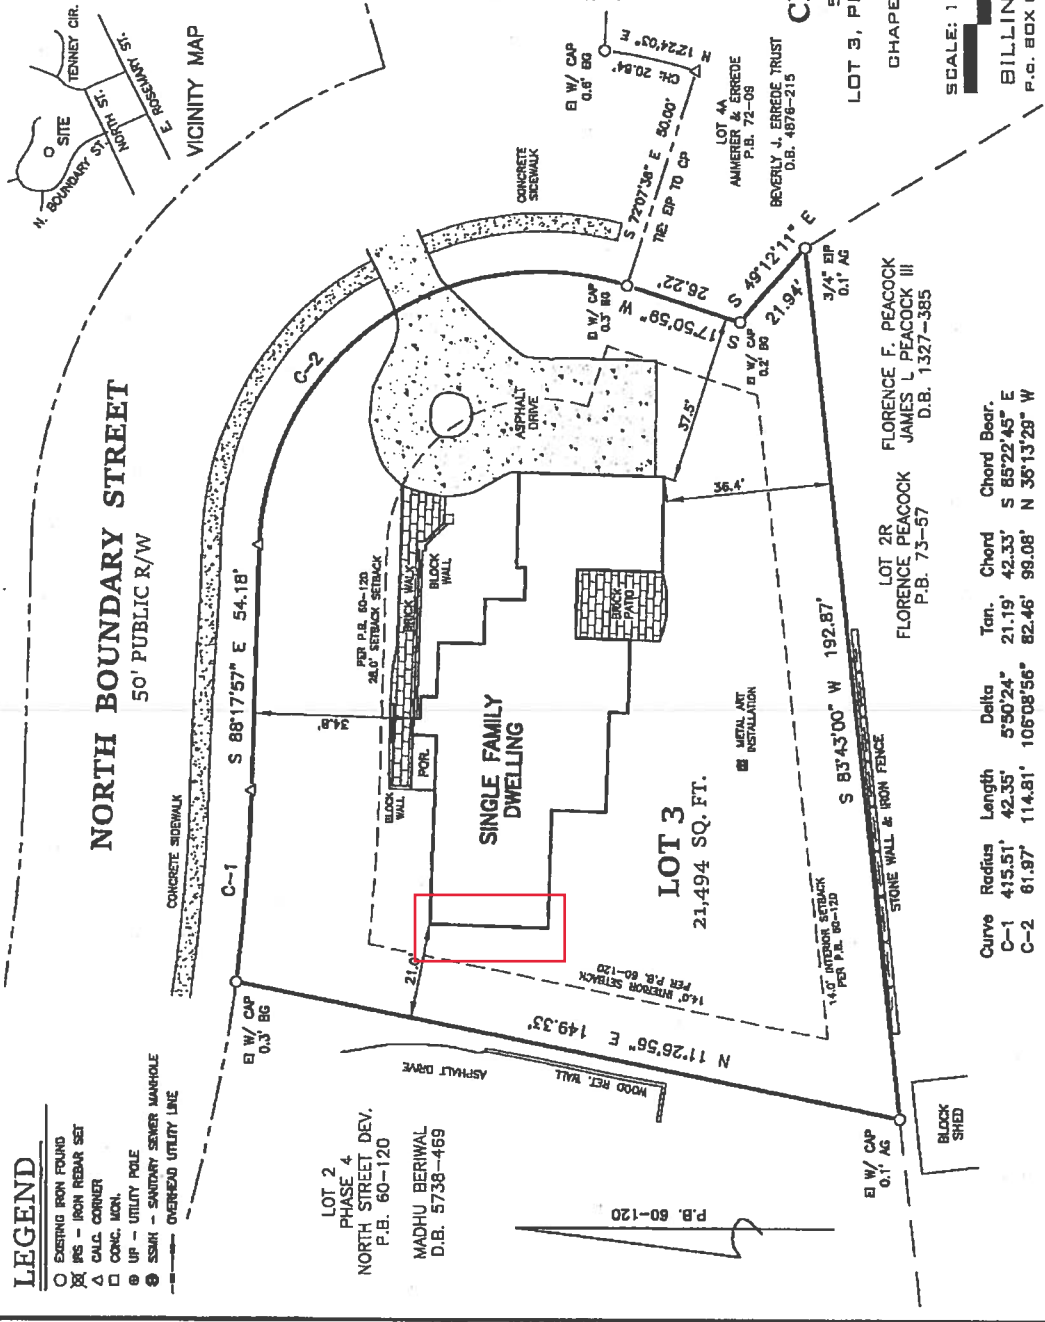 LEGEND
EXISTING IRON FOUND
IRS - IRON REBAR SET
CALC. CORNER
CONC. MON.
UP - UTILITY POLE
SSMH - SANITARY SEWER MANHOLE
OVERHEAD UTILITY LINE
NORTH BOUNDARY STREET
50' PUBLIC R/W
VICINITY MAP
TENNEY CIR.
SITE
NORTH ST.
N. BOUNDARY ST.
E. ROSEMARY ST.
CONCRETE SIDEWALK
CONCRETE
SIDEWALK
EI W/ CAP
0.3' BG
C-1
S 88°17'57" E 54.18'
C-2
EI W/ CAP
0.6' BG
CH: 20.84'
N 12°24'03" E
S 72°07'38" E 50.00'
TIE EIP TO CP
LOT 4A
AMMERER & ERREDE
P.B. 72-09
BEVERLY J. ERREDE TRUST
D.B. 4876-215
LOT 3, P
CHAPE
SCALE: 1
BILLIN
P.O. BOX
EI W/ CAP
0.3' BG
26.22'
S 17°50'59" W
EI W/ CAP
0.2' BG
S 49°12'11" E
21.94'
3/4" EIP
0.1' AG
ASPHALT
DRIVE
37.5'
36.4'
PER P.B. 60-120
28.0' SETBACK SETBACK
BRICK WALK
BLOCK
WALL
34.8'
BLOCK
WALL
POR.
SINGLE FAMILY
DWELLING
BRICK
PATIO
METAL ART
INSTALLATION
LOT 3
21,494 SQ. FT.
21.0'
14.0' INTERIOR SETBACK
PER P.B. 60-120
14.0' INTERIOR SETBACK
PER P.B. 60-120
N 11°26'56" E 149.33'
S 83°43'00" W 192.87'
STONE WALL & IRON FENCE
ASPHALT DRIVE
WOOD RET. WALL
LOT 2
PHASE 4
NORTH STREET DEV.
P.B. 60-120
MADHU BERIWAL
D.B. 5738-469
P.B. 60-120
EI W/ CAP
0.1' AG
BLOCK
SHED
LOT 2R
FLORENCE PEACOCK
P.B. 73-57
FLORENCE F. PEACOCK
JAMES L PEACOCK III
D.B. 1327-385
Curve Radius Length Delta Tan. Chord Chord Bear.
C-1 415.51' 42.35' 5°50'24" 21.19' 42.33' S 85°22'45" E
C-2 61.97' 114.81' 106°08'56" 82.46' 99.08' N 36°13'29" W